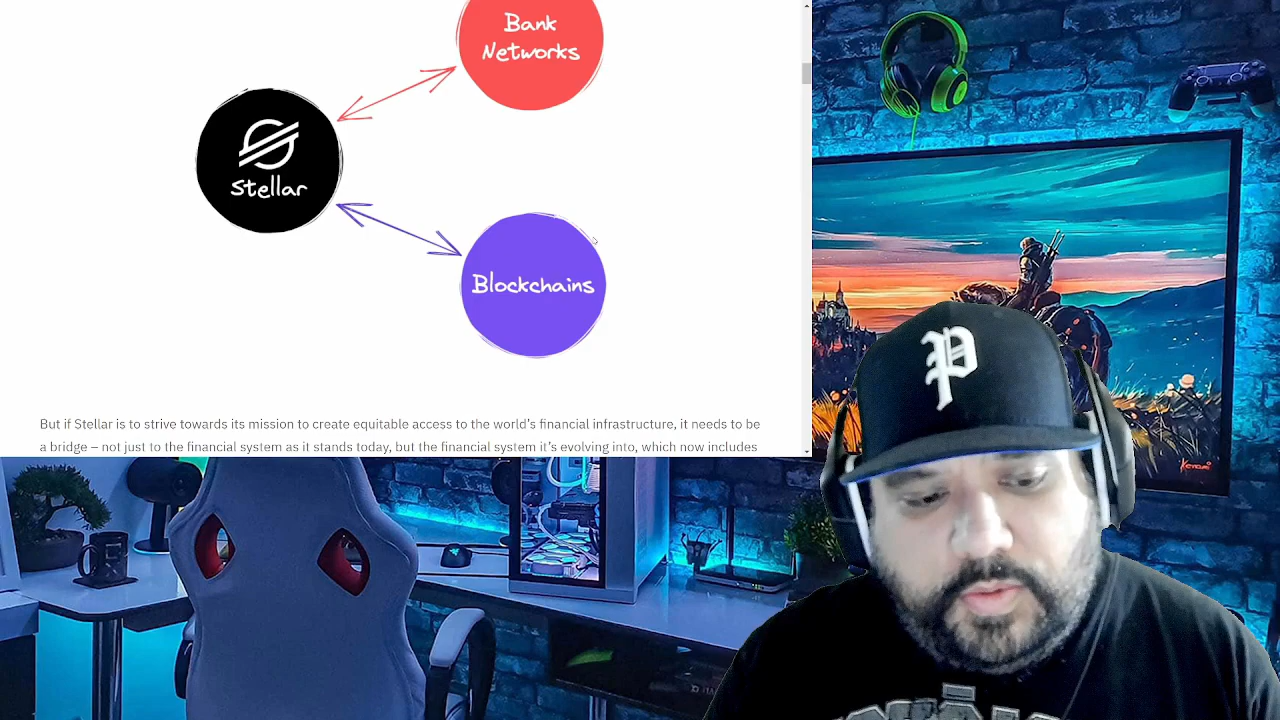 Bank
Networks
Stellar
Blockchains
But if Stellar is to strive towards its mission to create equitable access to the world’s financial infrastructure, it needs to be
a bridge – not just to the financial system as it stands today, but the financial system it’s evolving into, which now includes
P